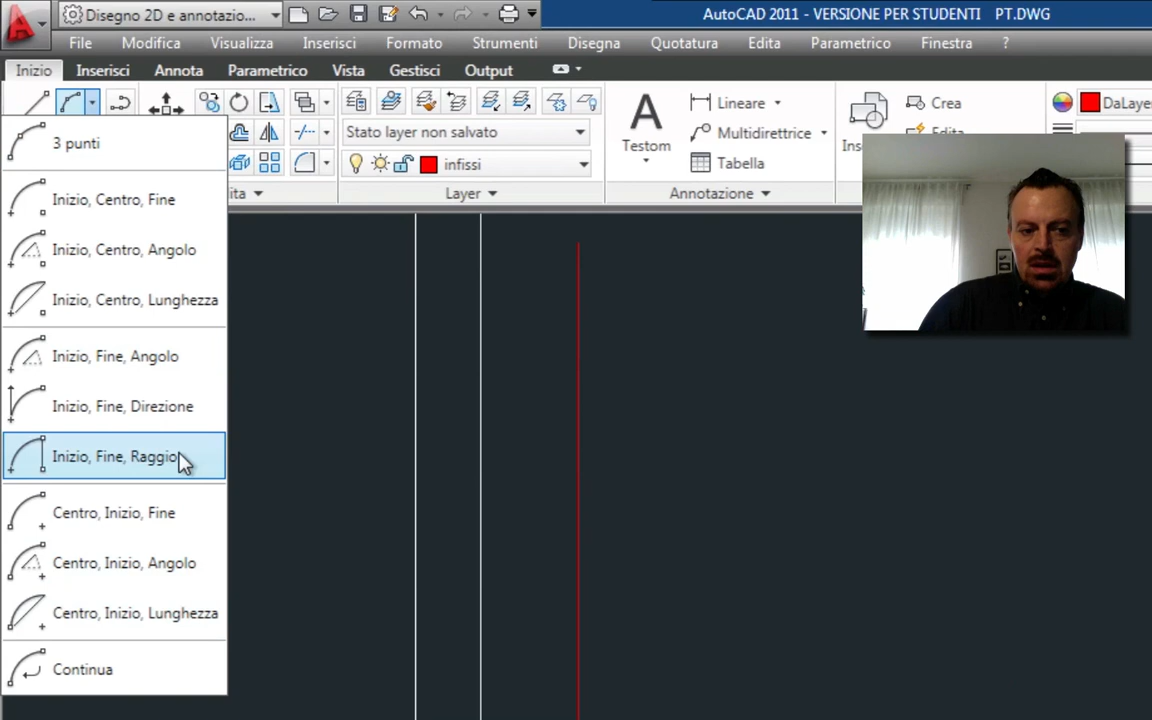 Disegno 2D e annotazio...
AutoCAD 2011 - VERSIONE PER STUDENTI PT.DWG
File Modifica Visualizza Inserisci Formato Strumenti Disegna Quotatura Edita Parametrico Finestra ?
Inizio Inserisci Annota Parametrico Vista Gestisci Output
3 punti
Inizio, Centro, Fine
Inizio, Centro, Angolo
Inizio, Centro, Lunghezza
Inizio, Fine, Angolo
Inizio, Fine, Direzione
Inizio, Fine, Raggio
Centro, Inizio, Fine
Centro, Inizio, Angolo
Centro, Inizio, Lunghezza
Continua
ita
Stato layer non salvato
infissi
Layer
A
Testom
Lineare
Multidirettrice
Tabella
Annotazione
Ins
Crea
Edita
DaLayer